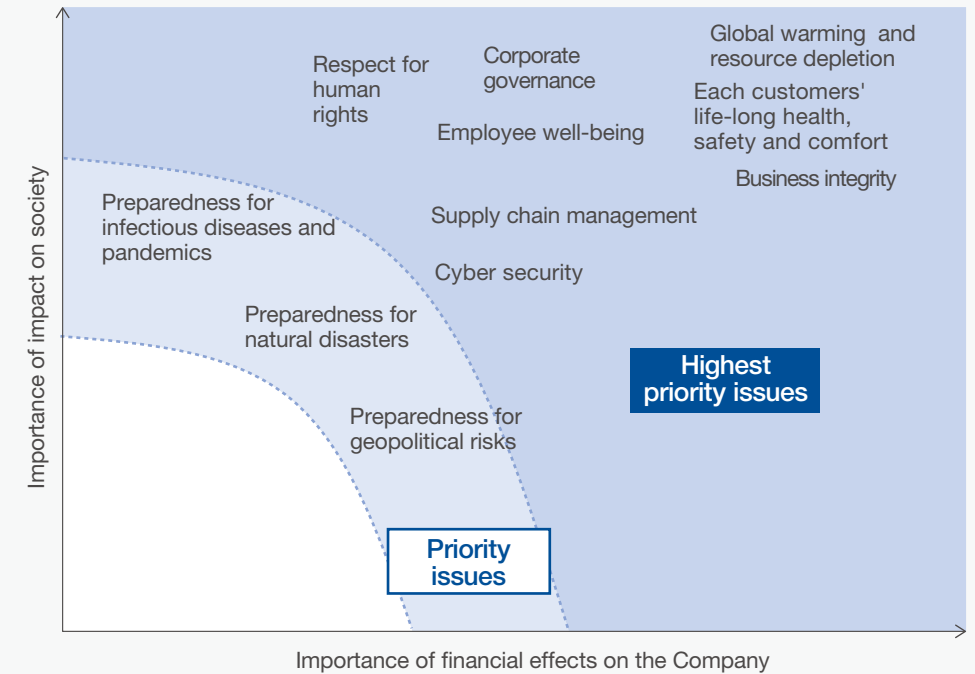 Global warming  and
resource depletion
Corporate
governance
Respect for
human
rights
Each customers'
life-long health,
safety and comfort
Employee well-being
Business integrity
Preparedness for
infectious diseases and
pandemics
Supply chain management
Cyber security
Preparedness for
natural disasters
Highest
priority issues
Preparedness for
geopolitical risks
Priority
issues
Importance of impact on society
Importance of financial effects on the Company